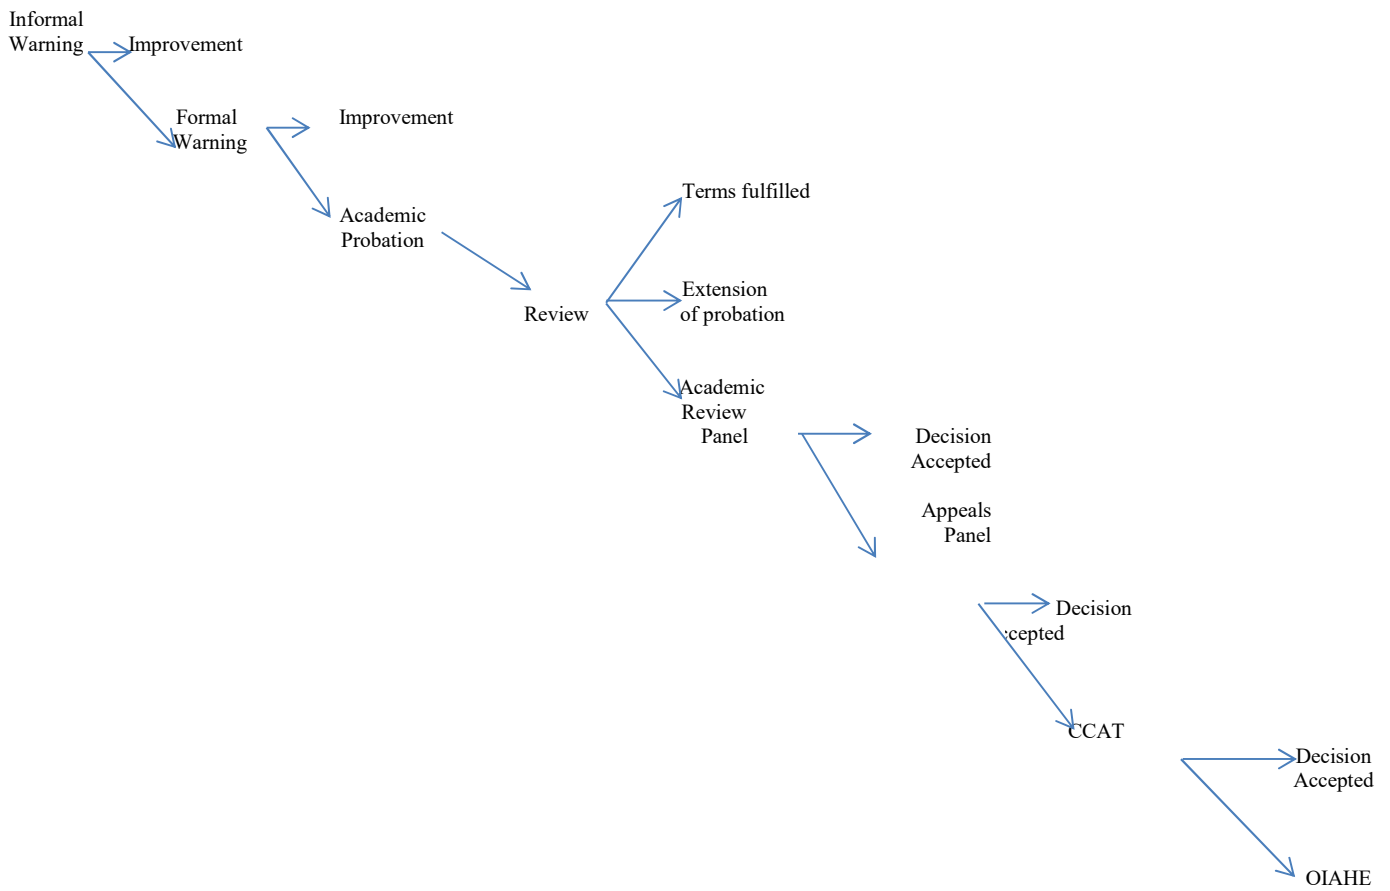 Informal
Warning
Improvement
Formal
Warning
Improvement
Academic
Probation
Review
Terms fulfilled
Extension
of probation
Academic
Review
Panel
Decision
Accepted
Appeals
Panel
Decision
cepted
CCAT
Decision
Accepted
OIAHE